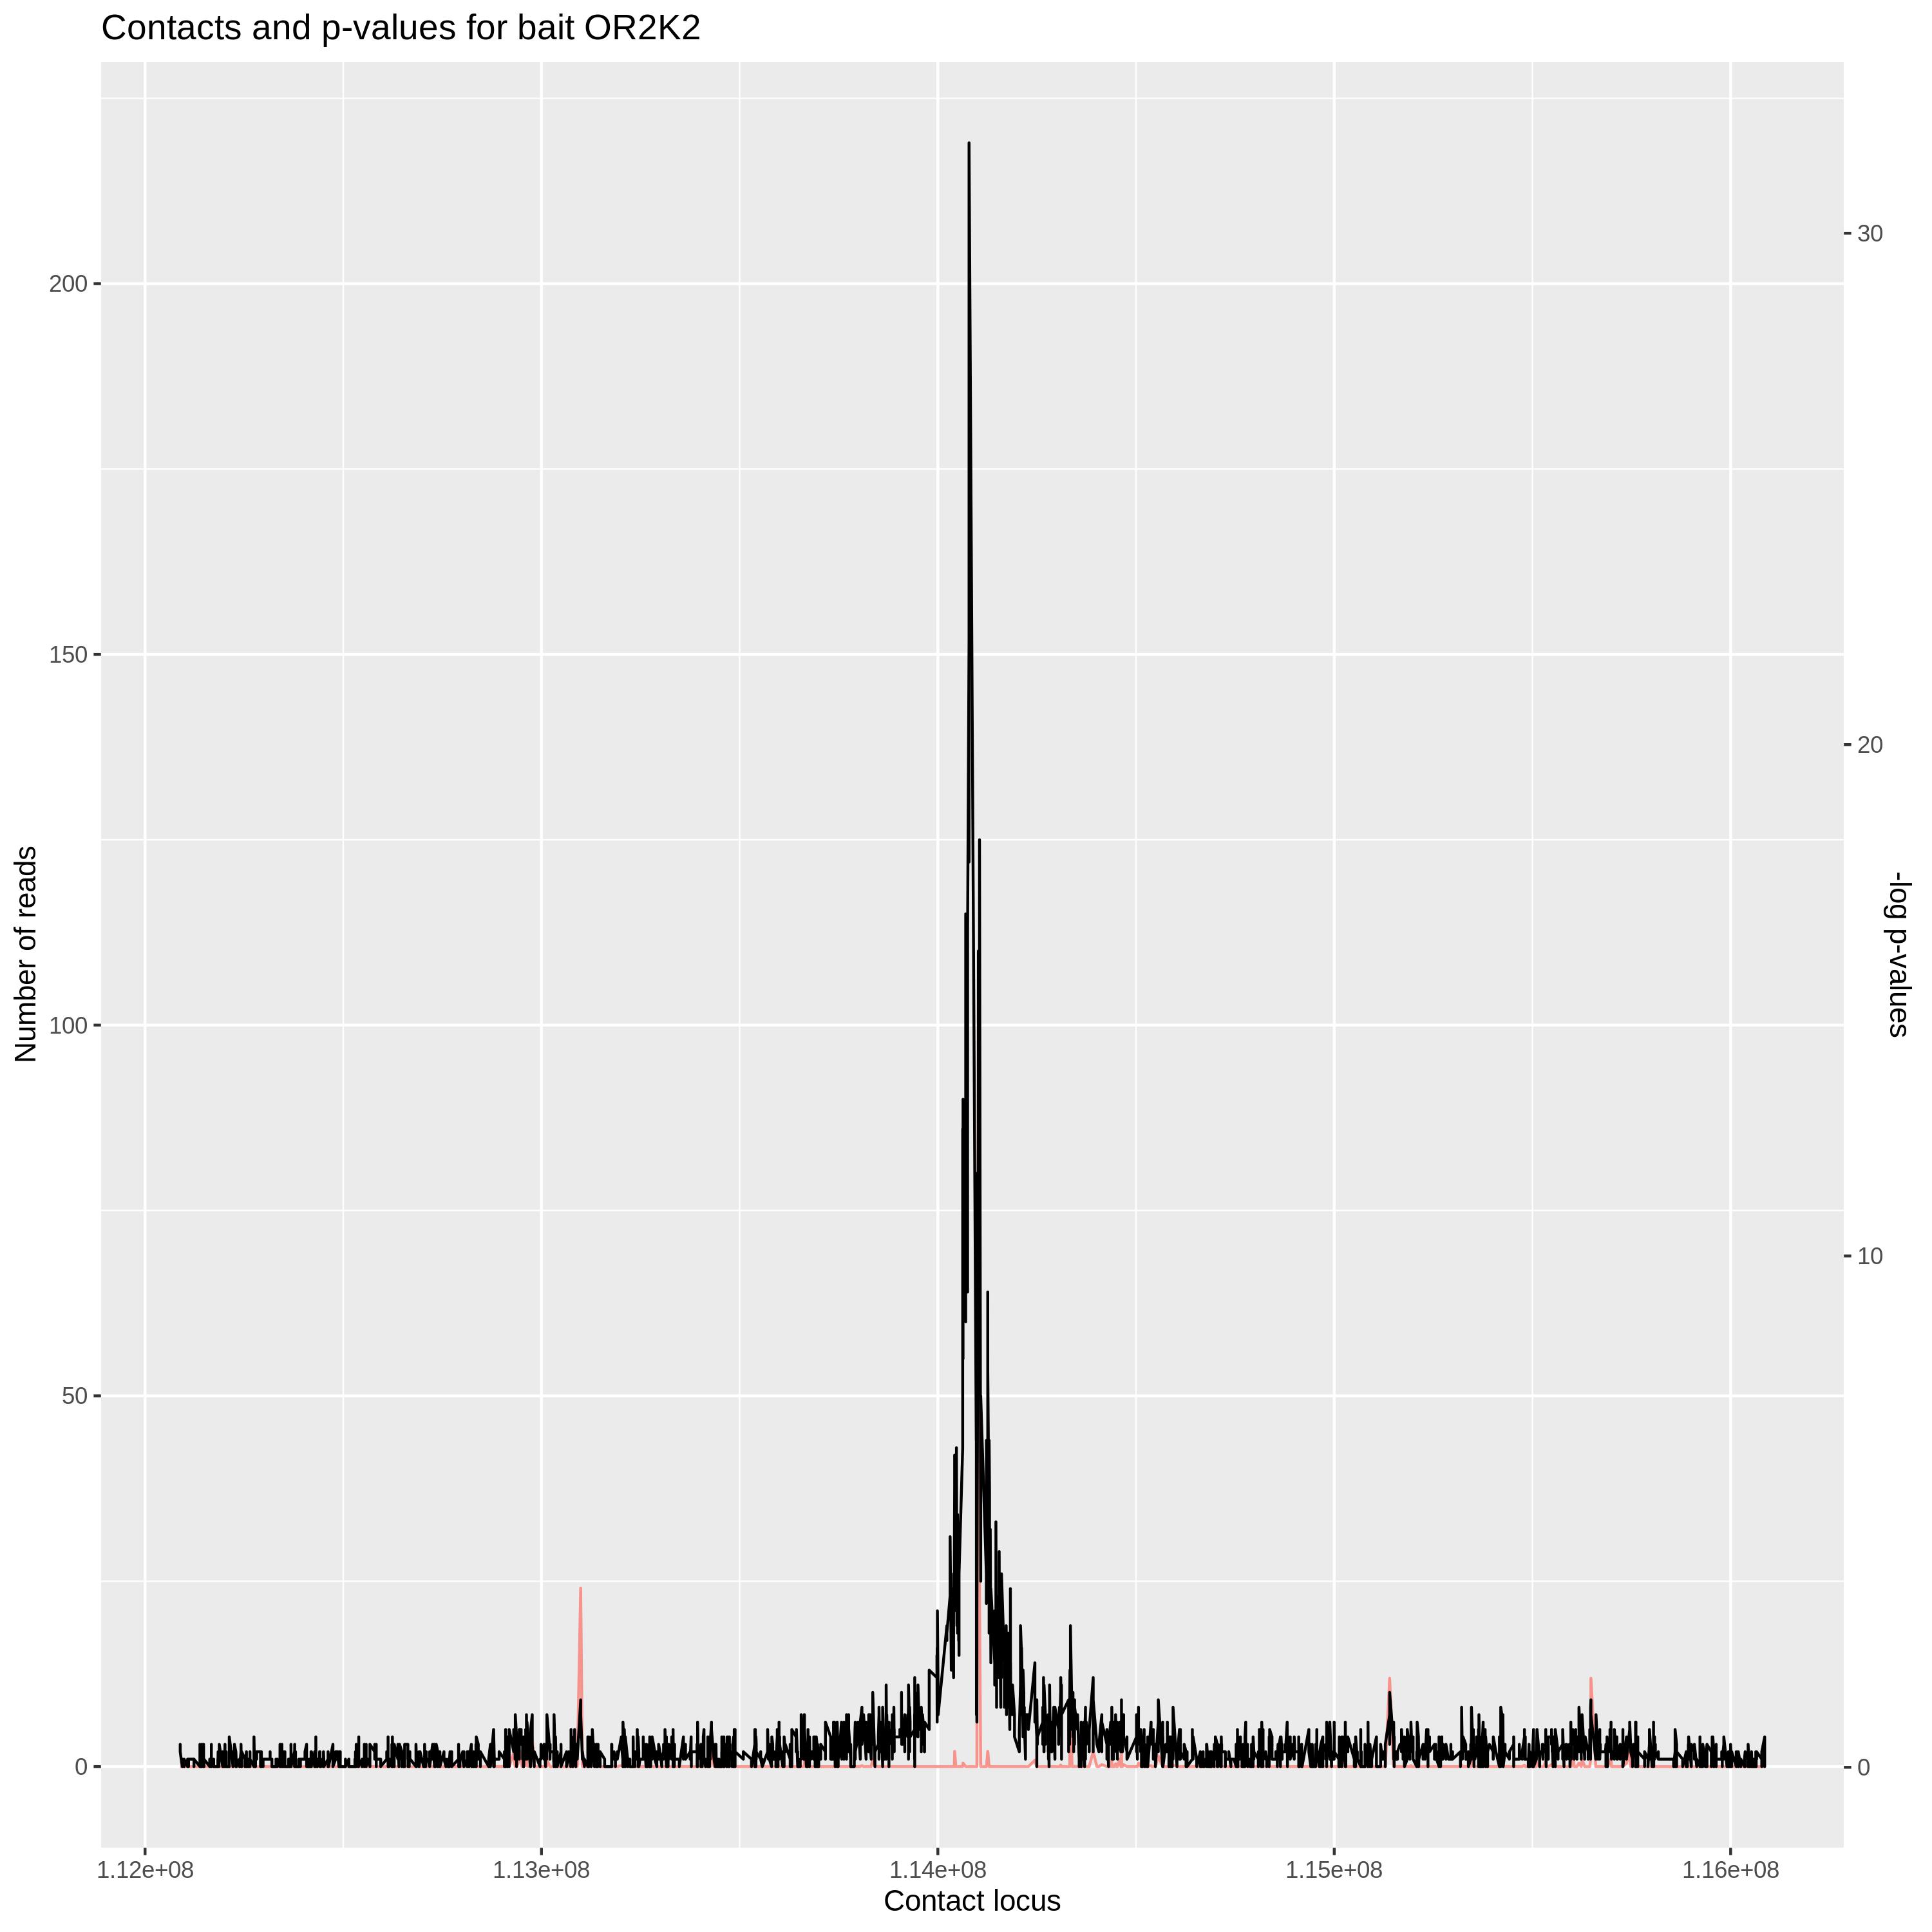 Contacts and p-values for bait OR2K2
Number of reads
200
150
100
50
0
30
20
10
0
-log p-values
1.12e+08 1.13e+08 1.14e+08 1.15e+08 1.16e+08
Contact locus